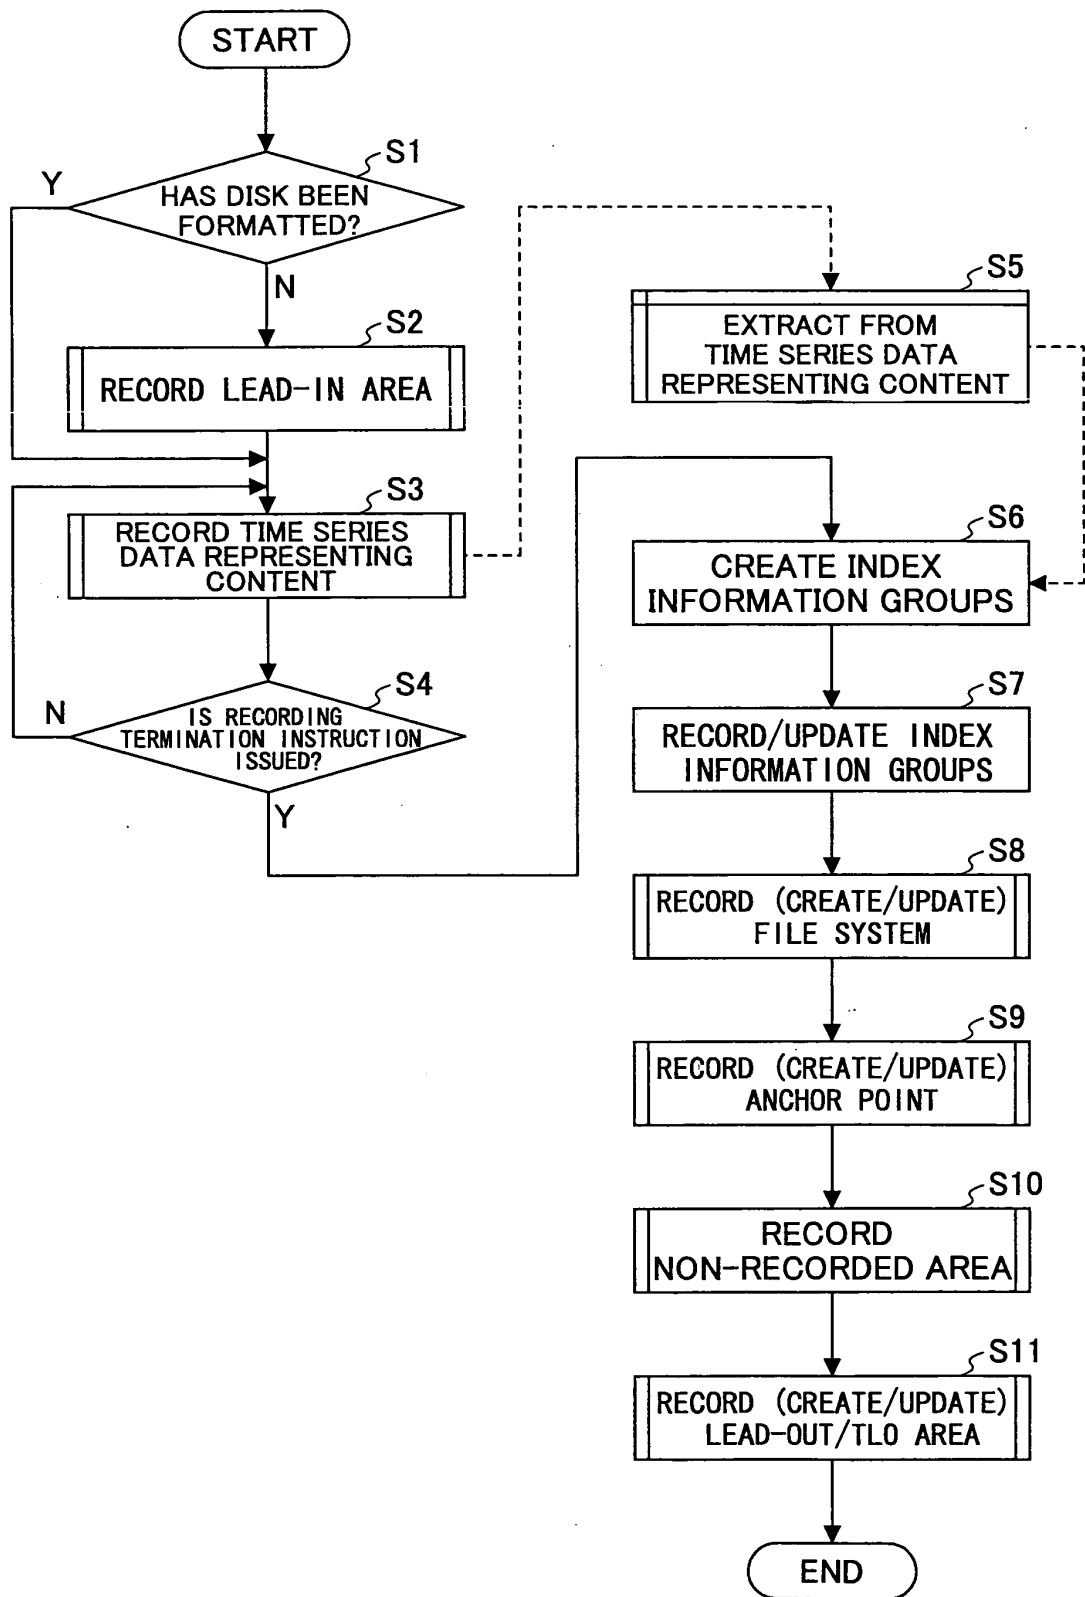 START
S1
Y
HAS DISK BEEN
FORMATTED?
N
S2
RECORD LEAD-IN AREA
S3
RECORD TIME SERIES
DATA REPRESENTING
CONTENT
S4
N
IS RECORDING
TERMINATION INSTRUCTION
ISSUED?
Y
S5
EXTRACT FROM
TIME SERIES DATA
REPRESENTING CONTENT
S6
CREATE INDEX
INFORMATION GROUPS
S7
RECORD/UPDATE INDEX
INFORMATION GROUPS
S8
RECORD (CREATE/UPDATE)
FILE SYSTEM
S9
RECORD (CREATE/UPDATE)
ANCHOR POINT
S10
RECORD
NON-RECORDED AREA
S11
RECORD (CREATE/UPDATE)
LEAD-OUT/TLO AREA
END